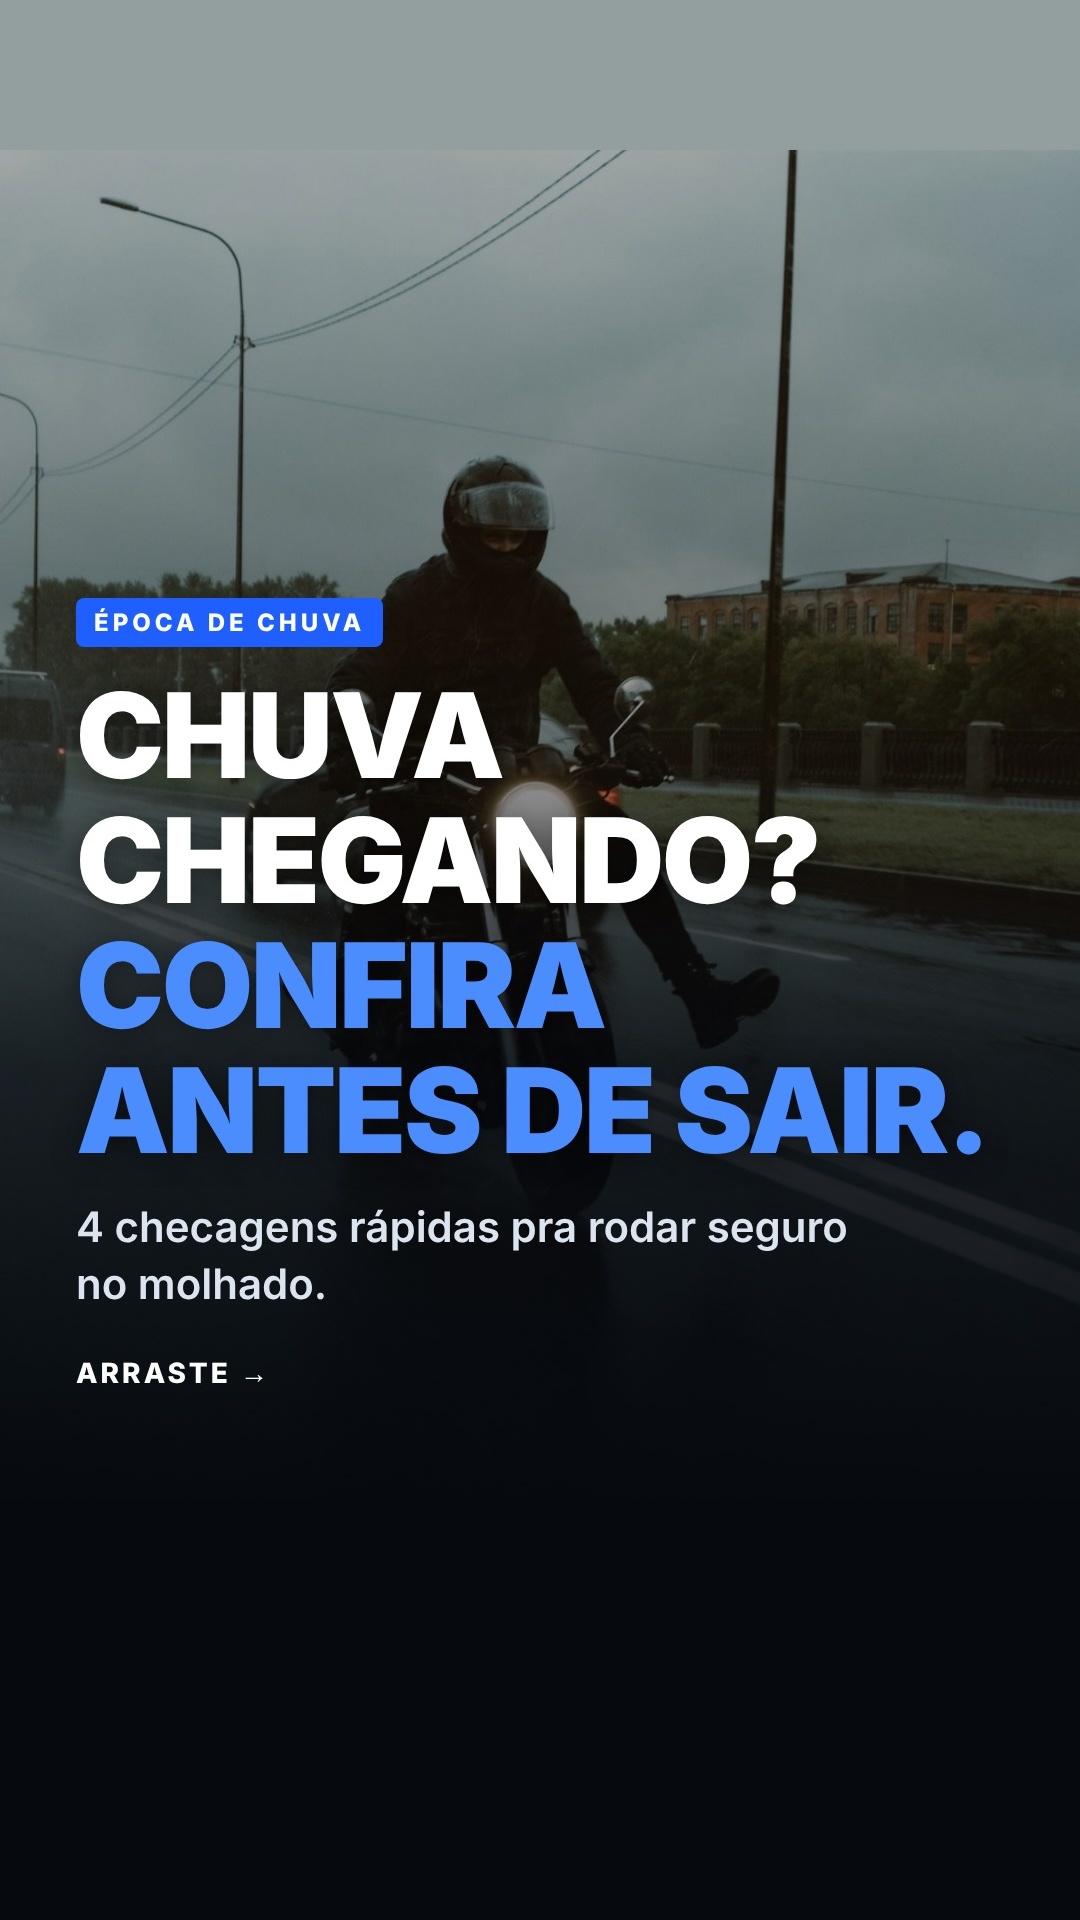 ÉPOCA DE CHUVA
CHUVA
CHEGANDO?
CONFIRA
ANTES DE SAIR.
4 checagens rápidas pra rodar seguro
no molhado.
ARRASTE →